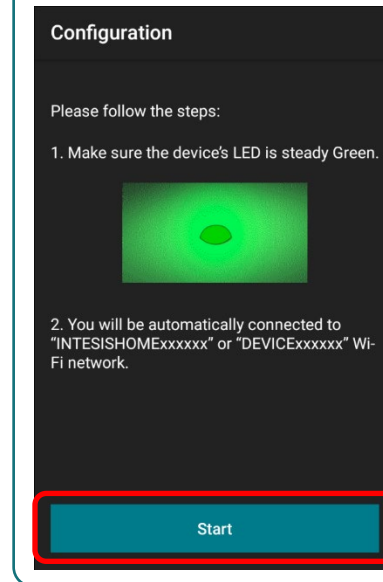 Configuration
Please follow the steps:
1. Make sure the device's LED is steady Green.
2. You will be automatically connected to
“INTESISHOMExxxxxx” or “DEVICExxxxxx” Wi-
Fi network.
Start